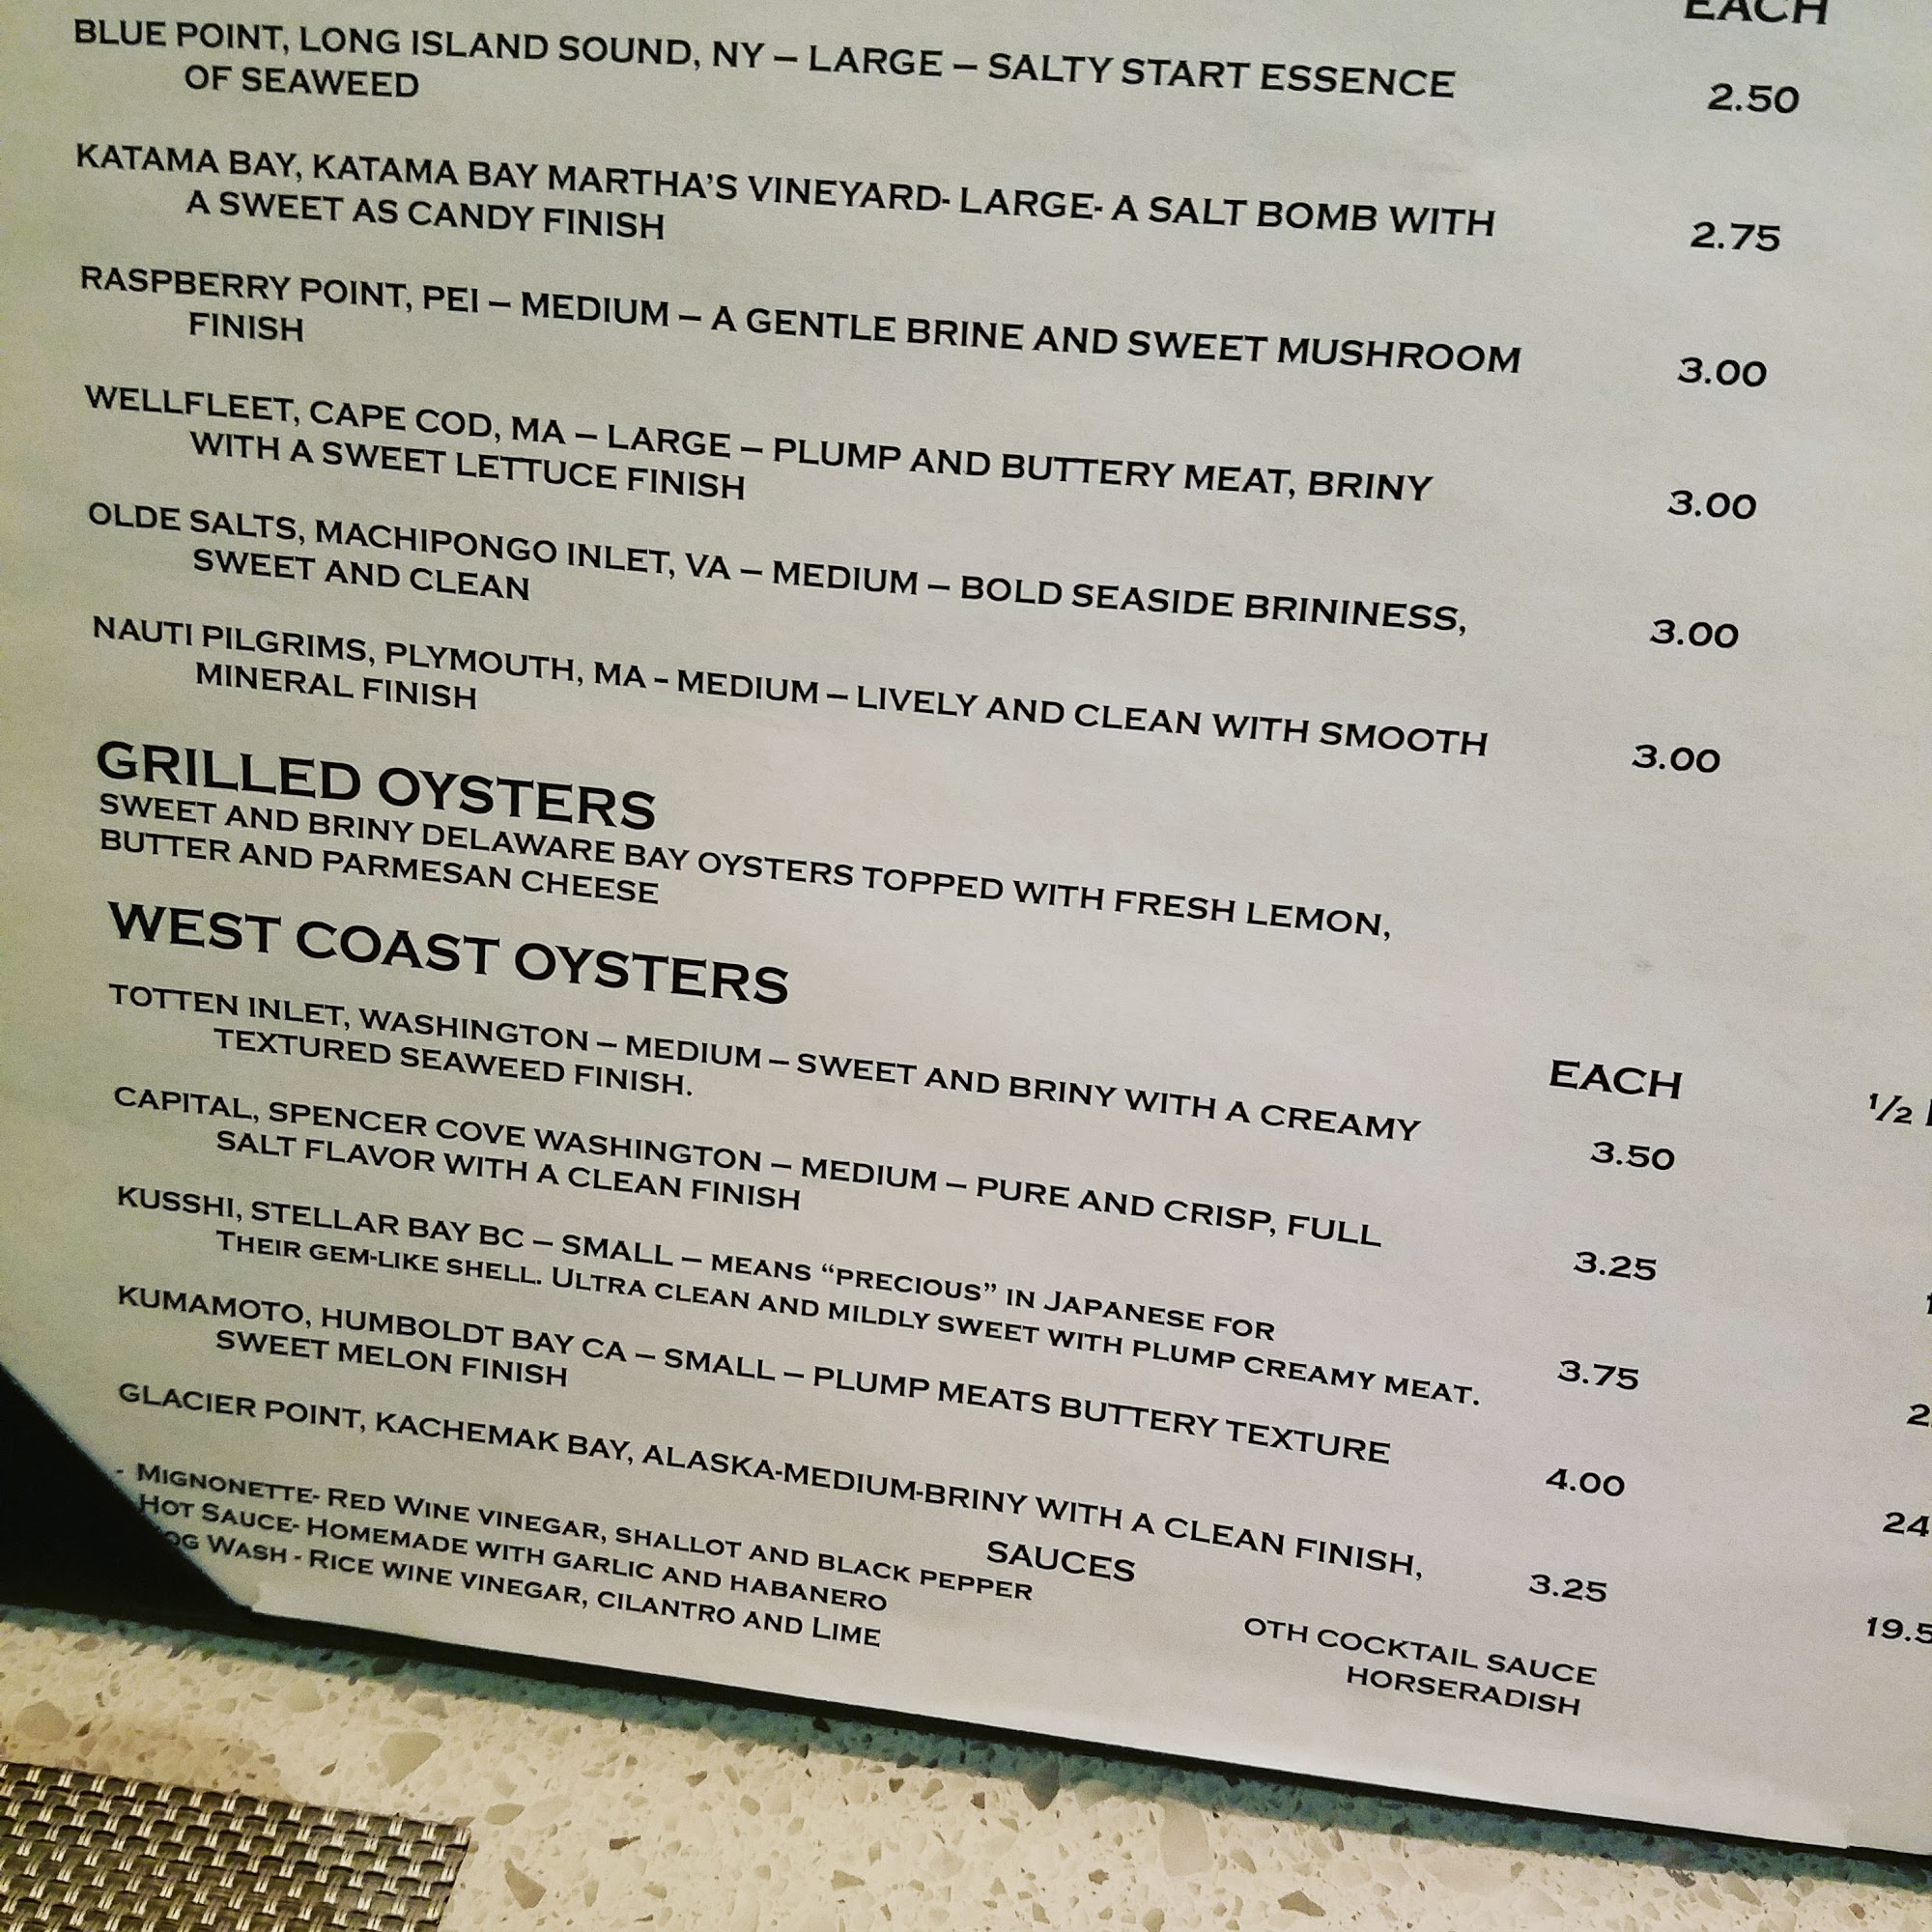 EACH
BLUE POINT, LONG ISLAND SOUND, NY – LARGE – SALTY START ESSENCE 2.50
OF SEAWEED
KATAMA BAY, KATAMA BAY MARTHA'S VINEYARD- LARGE- A SALT BOMB WITH 2.75
A SWEET AS CANDY FINISH
RASPBERRY POINT, PEI – MEDIUM – A GENTLE BRINE AND SWEET MUSHROOM 3.00
FINISH
WELLFLEET, CAPE COD, MA – LARGE – PLUMP AND BUTTERY MEAT, BRINY 3.00
WITH A SWEET LETTUCE FINISH
OLDE SALTS, MACHIPONGO INLET, VA – MEDIUM – BOLD SEASIDE BRININESS, 3.00
SWEET AND CLEAN
NAUTI PILGRIMS, PLYMOUTH, MA - MEDIUM – LIVELY AND CLEAN WITH SMOOTH 3.00
MINERAL FINISH
GRILLED OYSTERS
SWEET AND BRINY DELAWARE BAY OYSTERS TOPPED WITH FRESH LEMON,
BUTTER AND PARMESAN CHEESE
WEST COAST OYSTERS
EACH 1/2
TOTTEN INLET, WASHINGTON – MEDIUM – SWEET AND BRINY WITH A CREAMY 3.50
TEXTURED SEAWEED FINISH.
CAPITAL, SPENCER COVE WASHINGTON – MEDIUM – PURE AND CRISP, FULL 3.25
SALT FLAVOR WITH A CLEAN FINISH
KUSSHI, STELLAR BAY BC – SMALL – MEANS "PRECIOUS" IN JAPANESE FOR 3.75
THEIR GEM-LIKE SHELL. ULTRA CLEAN AND MILDLY SWEET WITH PLUMP CREAMY MEAT.
KUMAMOTO, HUMBOLDT BAY CA – SMALL – PLUMP MEATS BUTTERY TEXTURE 4.00 24
SWEET MELON FINISH
GLACIER POINT, KACHEMAK BAY, ALASKA-MEDIUM-BRINY WITH A CLEAN FINISH, 3.25 19.5
SAUCES
- MIGNONETTE- RED WINE VINEGAR, SHALLOT AND BLACK PEPPER
HOT SAUCE- HOMEMADE WITH GARLIC AND HABANERO
OG WASH - RICE WINE VINEGAR, CILANTRO AND LIME
OTH COCKTAIL SAUCE
HORSERADISH